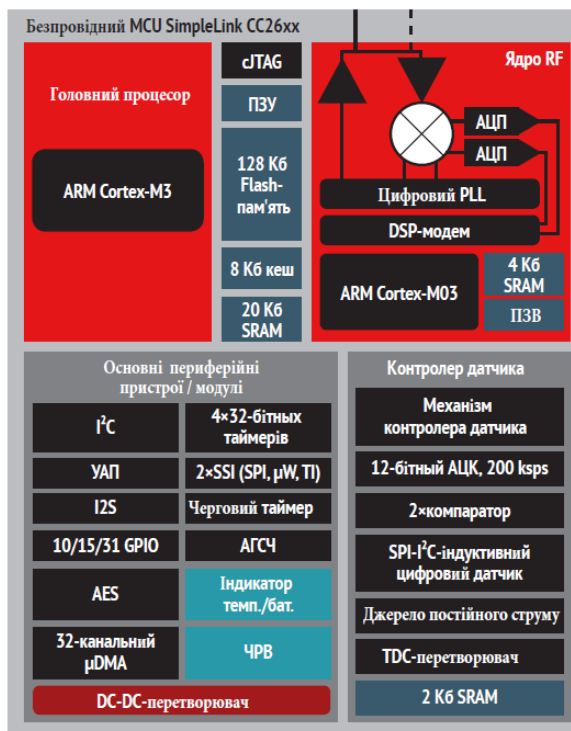 Безпровідний MCU SimpleLink CC26xx
Головний процесор
ARM Cortex-M3
cJTAG
ПЗУ
128 Кб
Flash-
пам'ять
8 Кб кеш
20 Кб
SRAM
Ядро RF
АЦП
АЦП
Цифровий PLL
DSP-модем
ARM Cortex-M03
4 Кб
SRAM
ПЗВ
Основні периферійні
пристрої / модулі
I²C
4×32-бітных
таймерів
УАП
2×SSI (SPI, µW, TI)
I2S
Черговий таймер
10/15/31 GPIO
АГСЧ
AES
Індикатор
темп./бат.
32-канальний
µDMA
ЧРВ
DC-DC-перетворювач
Контролер датчика
Механізм
контролера датчика
12-бітный АЦК, 200 ksps
2×компаратор
SPI-I²C-індуктивний
цифровий датчик
Джерело постійного струму
TDC-перетворювач
2 Кб SRAM